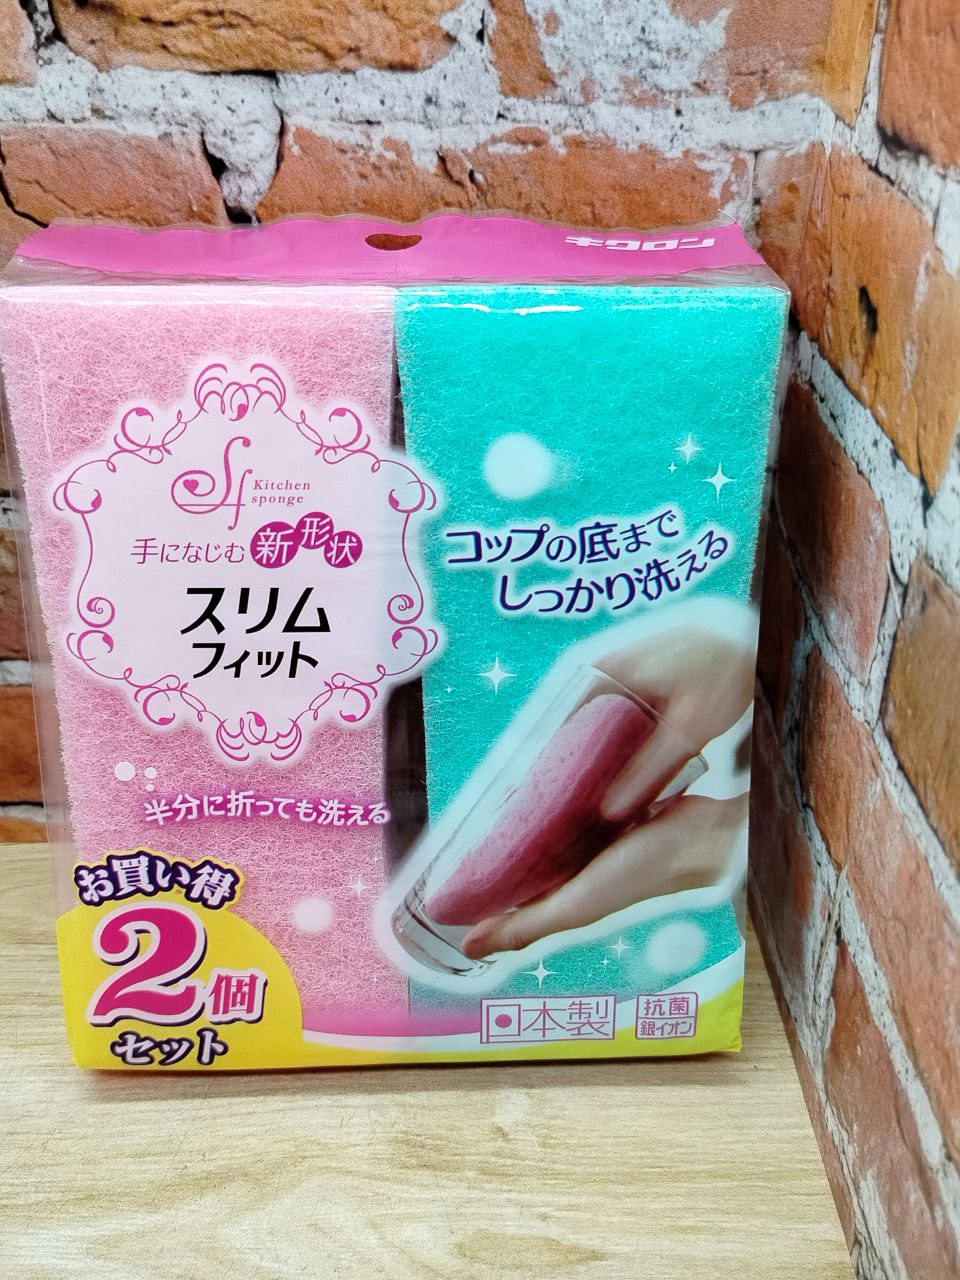 キクロン
Sf
Kitchen
sponge
手になじむ新形状
スリム
フィット
コップの底まで
しっかり洗える
半分に折っても洗える
お買い得
2個
セット
日本製
抗菌
銀イオン